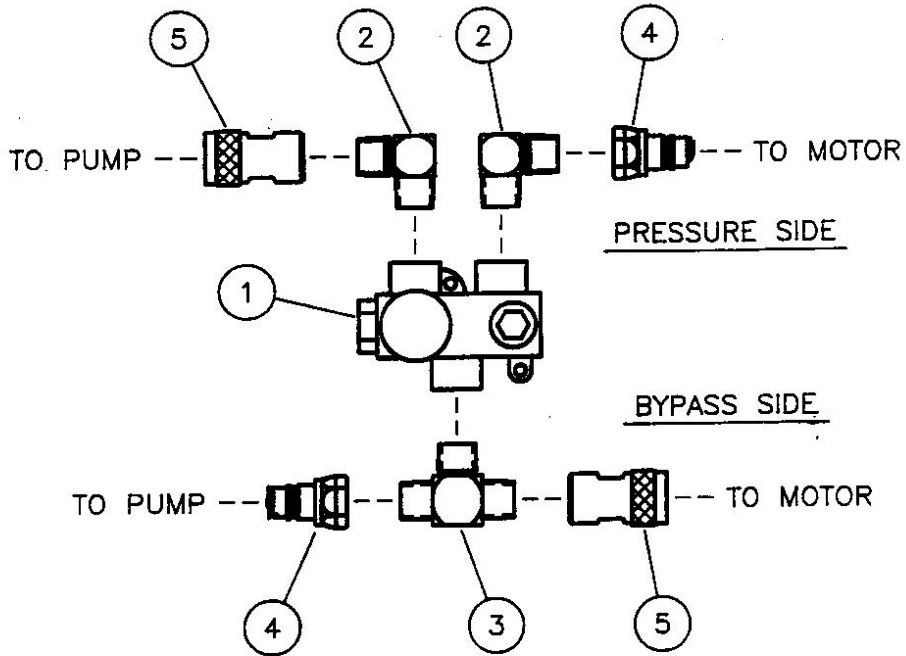 5 2 2 4
TO PUMP TO MOTOR
PRESSURE SIDE
1
BYPASS SIDE
TO PUMP TO MOTOR
4 3 5